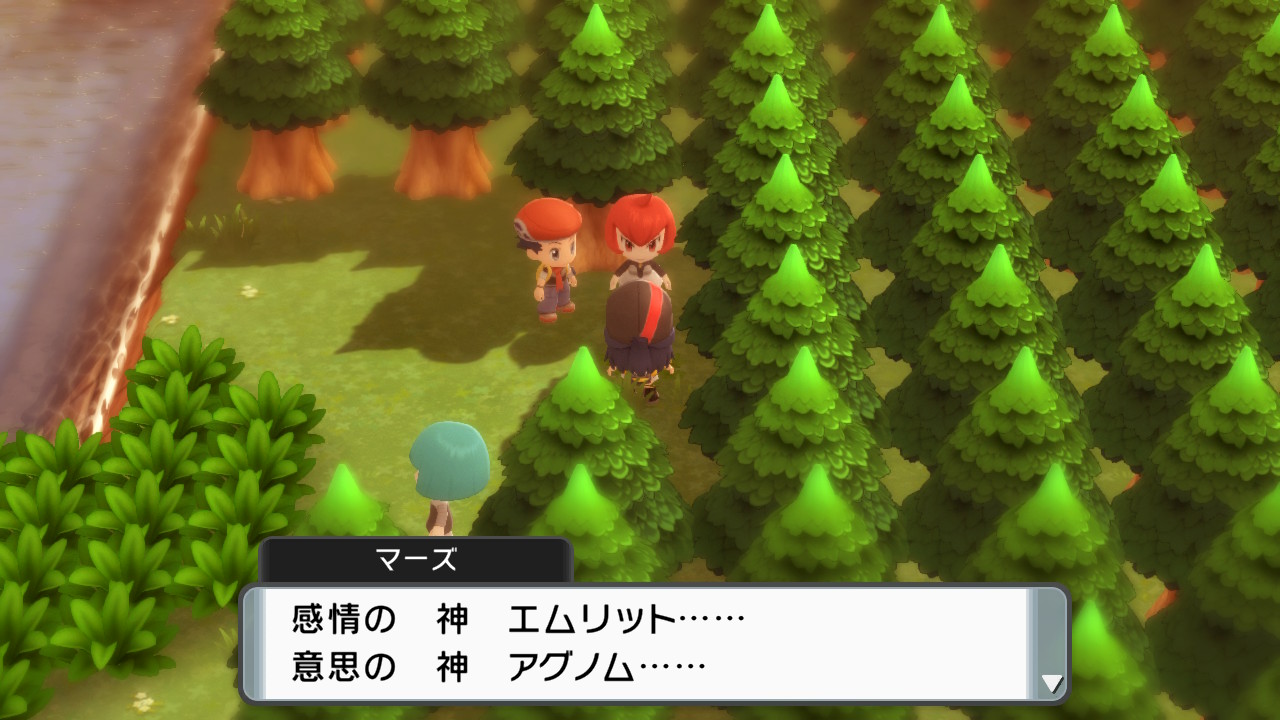 マーズ
感情の 神 エムリット……
意思の 神 アグノム……